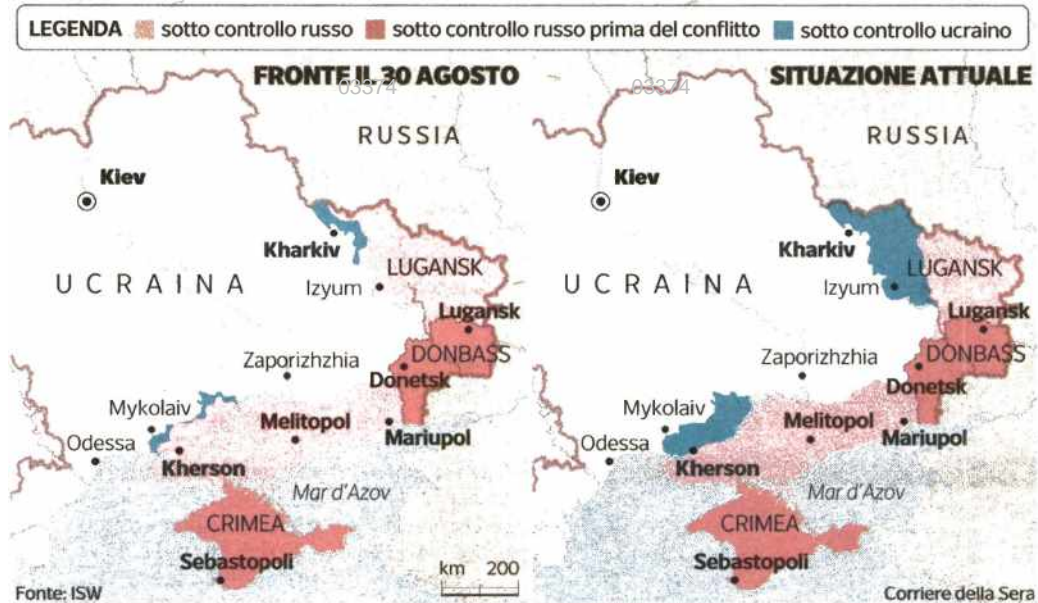 LEGENDA sotto controllo russo sotto controllo russo prima del conflitto sotto controllo ucraino
FRONTE IL 30 AGOSTO
03374
RUSSIA
Kiev
Kharkiv
UCRAINA
Izyum
LUGANSK
Lugansk
Zaporizhzhia
DONBASS
Donetsk
Mykolaiv
Melitopol
Odessa
Mariupol
Kherson
Mar d'Azov
CRIMEA
Sebastopoli
km 200
Fonte: ISW
SITUAZIONE ATTUALE
03374
RUSSIA
Kiev
Kharkiv
UCRAINA
Izyum
LUGANSK
Lugansk
Zaporizhzhia
DONBASS
Donetsk
Mykolaiv
Melitopol
Odessa
Mariupol
Kherson
Mar d'Azov
CRIMEA
Sebastopoli
Corriere della Sera